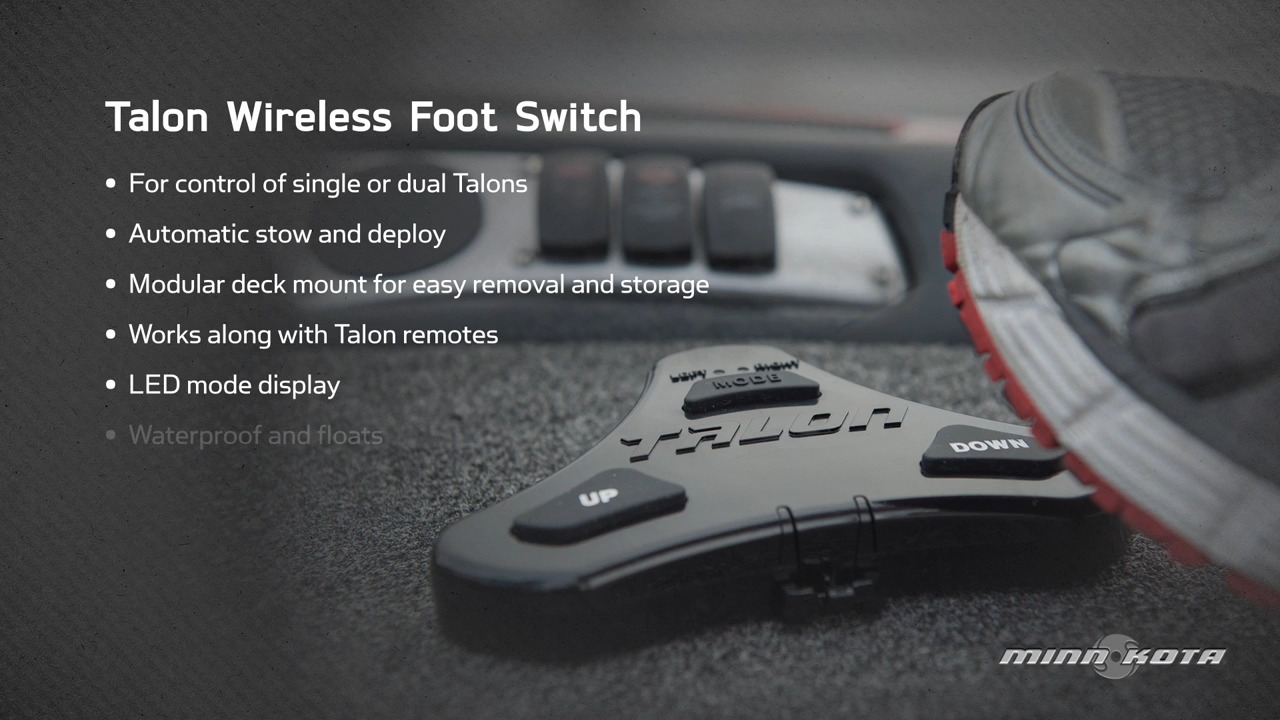 Talon Wireless Foot Switch
• For control of single or dual Talons
• Automatic stow and deploy
• Modular deck mount for easy removal and storage
• Works along with Talon remotes
• LED mode display
• Waterproof and floats
LEFT RIGHT
MODE
TALON
DOWN
UP
MINN KOTA